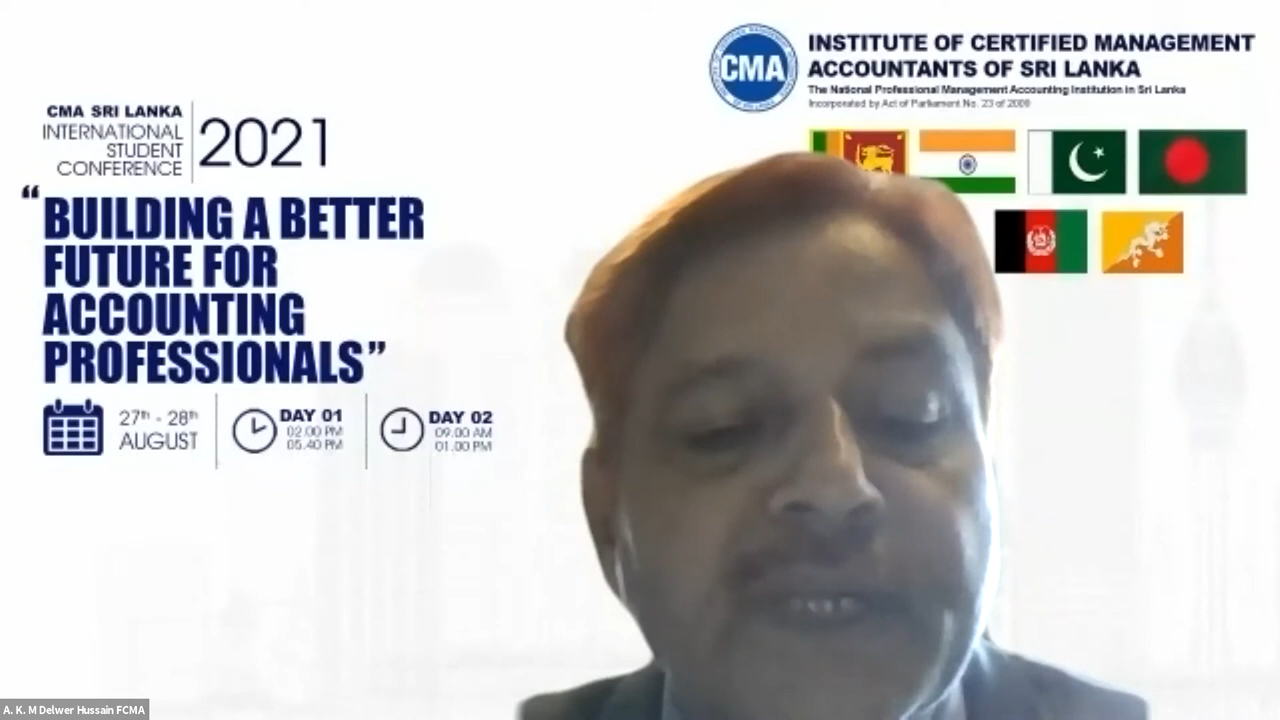 CMA SRI LANKA
INTERNATIONAL
STUDENT
CONFERENCE
2021
“BUILDING A BETTER
FUTURE FOR
ACCOUNTING
PROFESSIONALS”
27th - 28th
AUGUST
DAY 01
02.00 PM
05.40 PM
DAY 02
09.00 AM
01.00 PM
CMA
INSTITUTE OF CERTIFIED MANAGEMENT
ACCOUNTANTS OF SRI LANKA
The National Professional Management Accounting Institution in Sri Lanka
Incorporated by Act of Parliament No. 23 of 2009
A. K. M Delwer Hussain FCMA